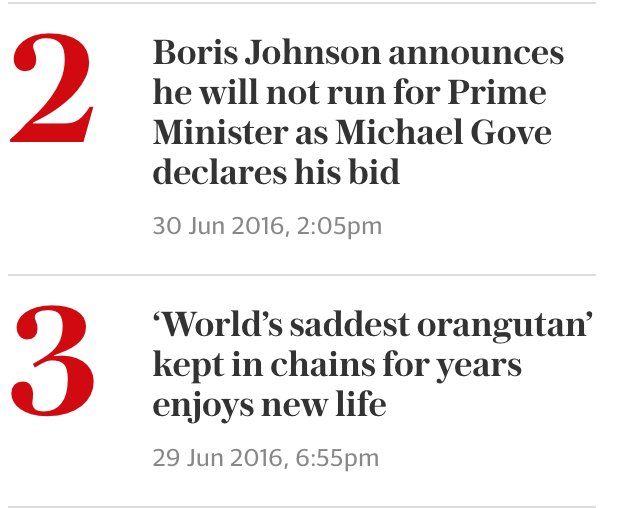 2
Boris Johnson announces
he will not run for Prime
Minister as Michael Gove
declares his bid
30 Jun 2016, 2:05pm
3
‘World’s saddest orangutan’
kept in chains for years
enjoys new life
29 Jun 2016, 6:55pm